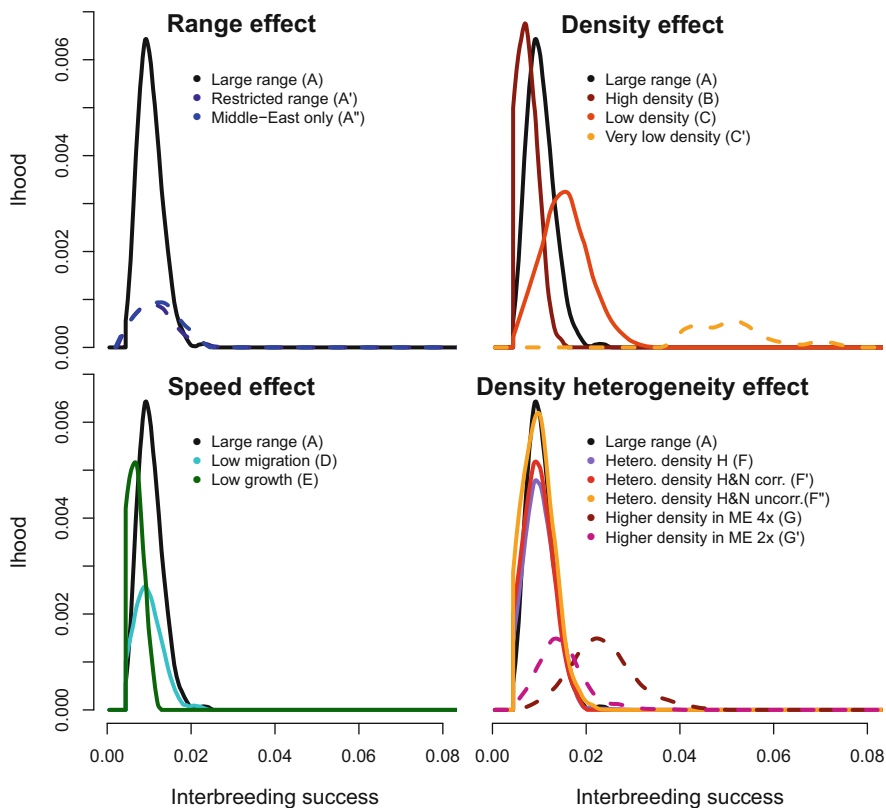 Range effect
Large range (A)
Restricted range (A')
Middle−East only (A")
lhood
0.000
0.002
0.004
0.006
Density effect
Large range (A)
High density (B)
Low density (C)
Very low density (C')
Speed effect
Large range (A)
Low migration (D)
Low growth (E)
lhood
0.000
0.002
0.004
0.006
0.00
0.02
0.04
0.06
0.08
Interbreeding success
Density heterogeneity effect
Large range (A)
Hetero. density H (F)
Hetero. density H&N corr. (F')
Hetero. density H&N uncorr.(F")
Higher density in ME 4x (G)
Higher density in ME 2x (G')
0.00
0.02
0.04
0.06
0.08
Interbreeding success